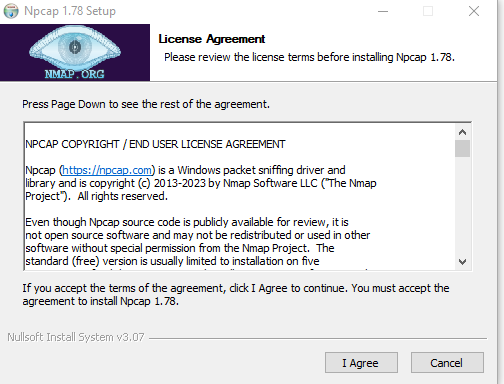 Npcap 1.78 Setup
NMAP.ORG
License Agreement
Please review the license terms before installing Npcap 1.78.
Press Page Down to see the rest of the agreement.
NPCAP COPYRIGHT / END USER LICENSE AGREEMENT
Npcap (https://npcap.com) is a Windows packet sniffing driver and
library and is copyright (c) 2013-2023 by Nmap Software LLC ("The Nmap
Project").  All rights reserved.
Even though Npcap source code is publicly available for review, it is
not open source software and may not be redistributed or used in other
software without special permission from the Nmap Project.  The
standard (free) version is usually limited to installation on five
If you accept the terms of the agreement, click I Agree to continue. You must accept the
agreement to install Npcap 1.78.
Nullsoft Install System v3.07
I Agree
Cancel